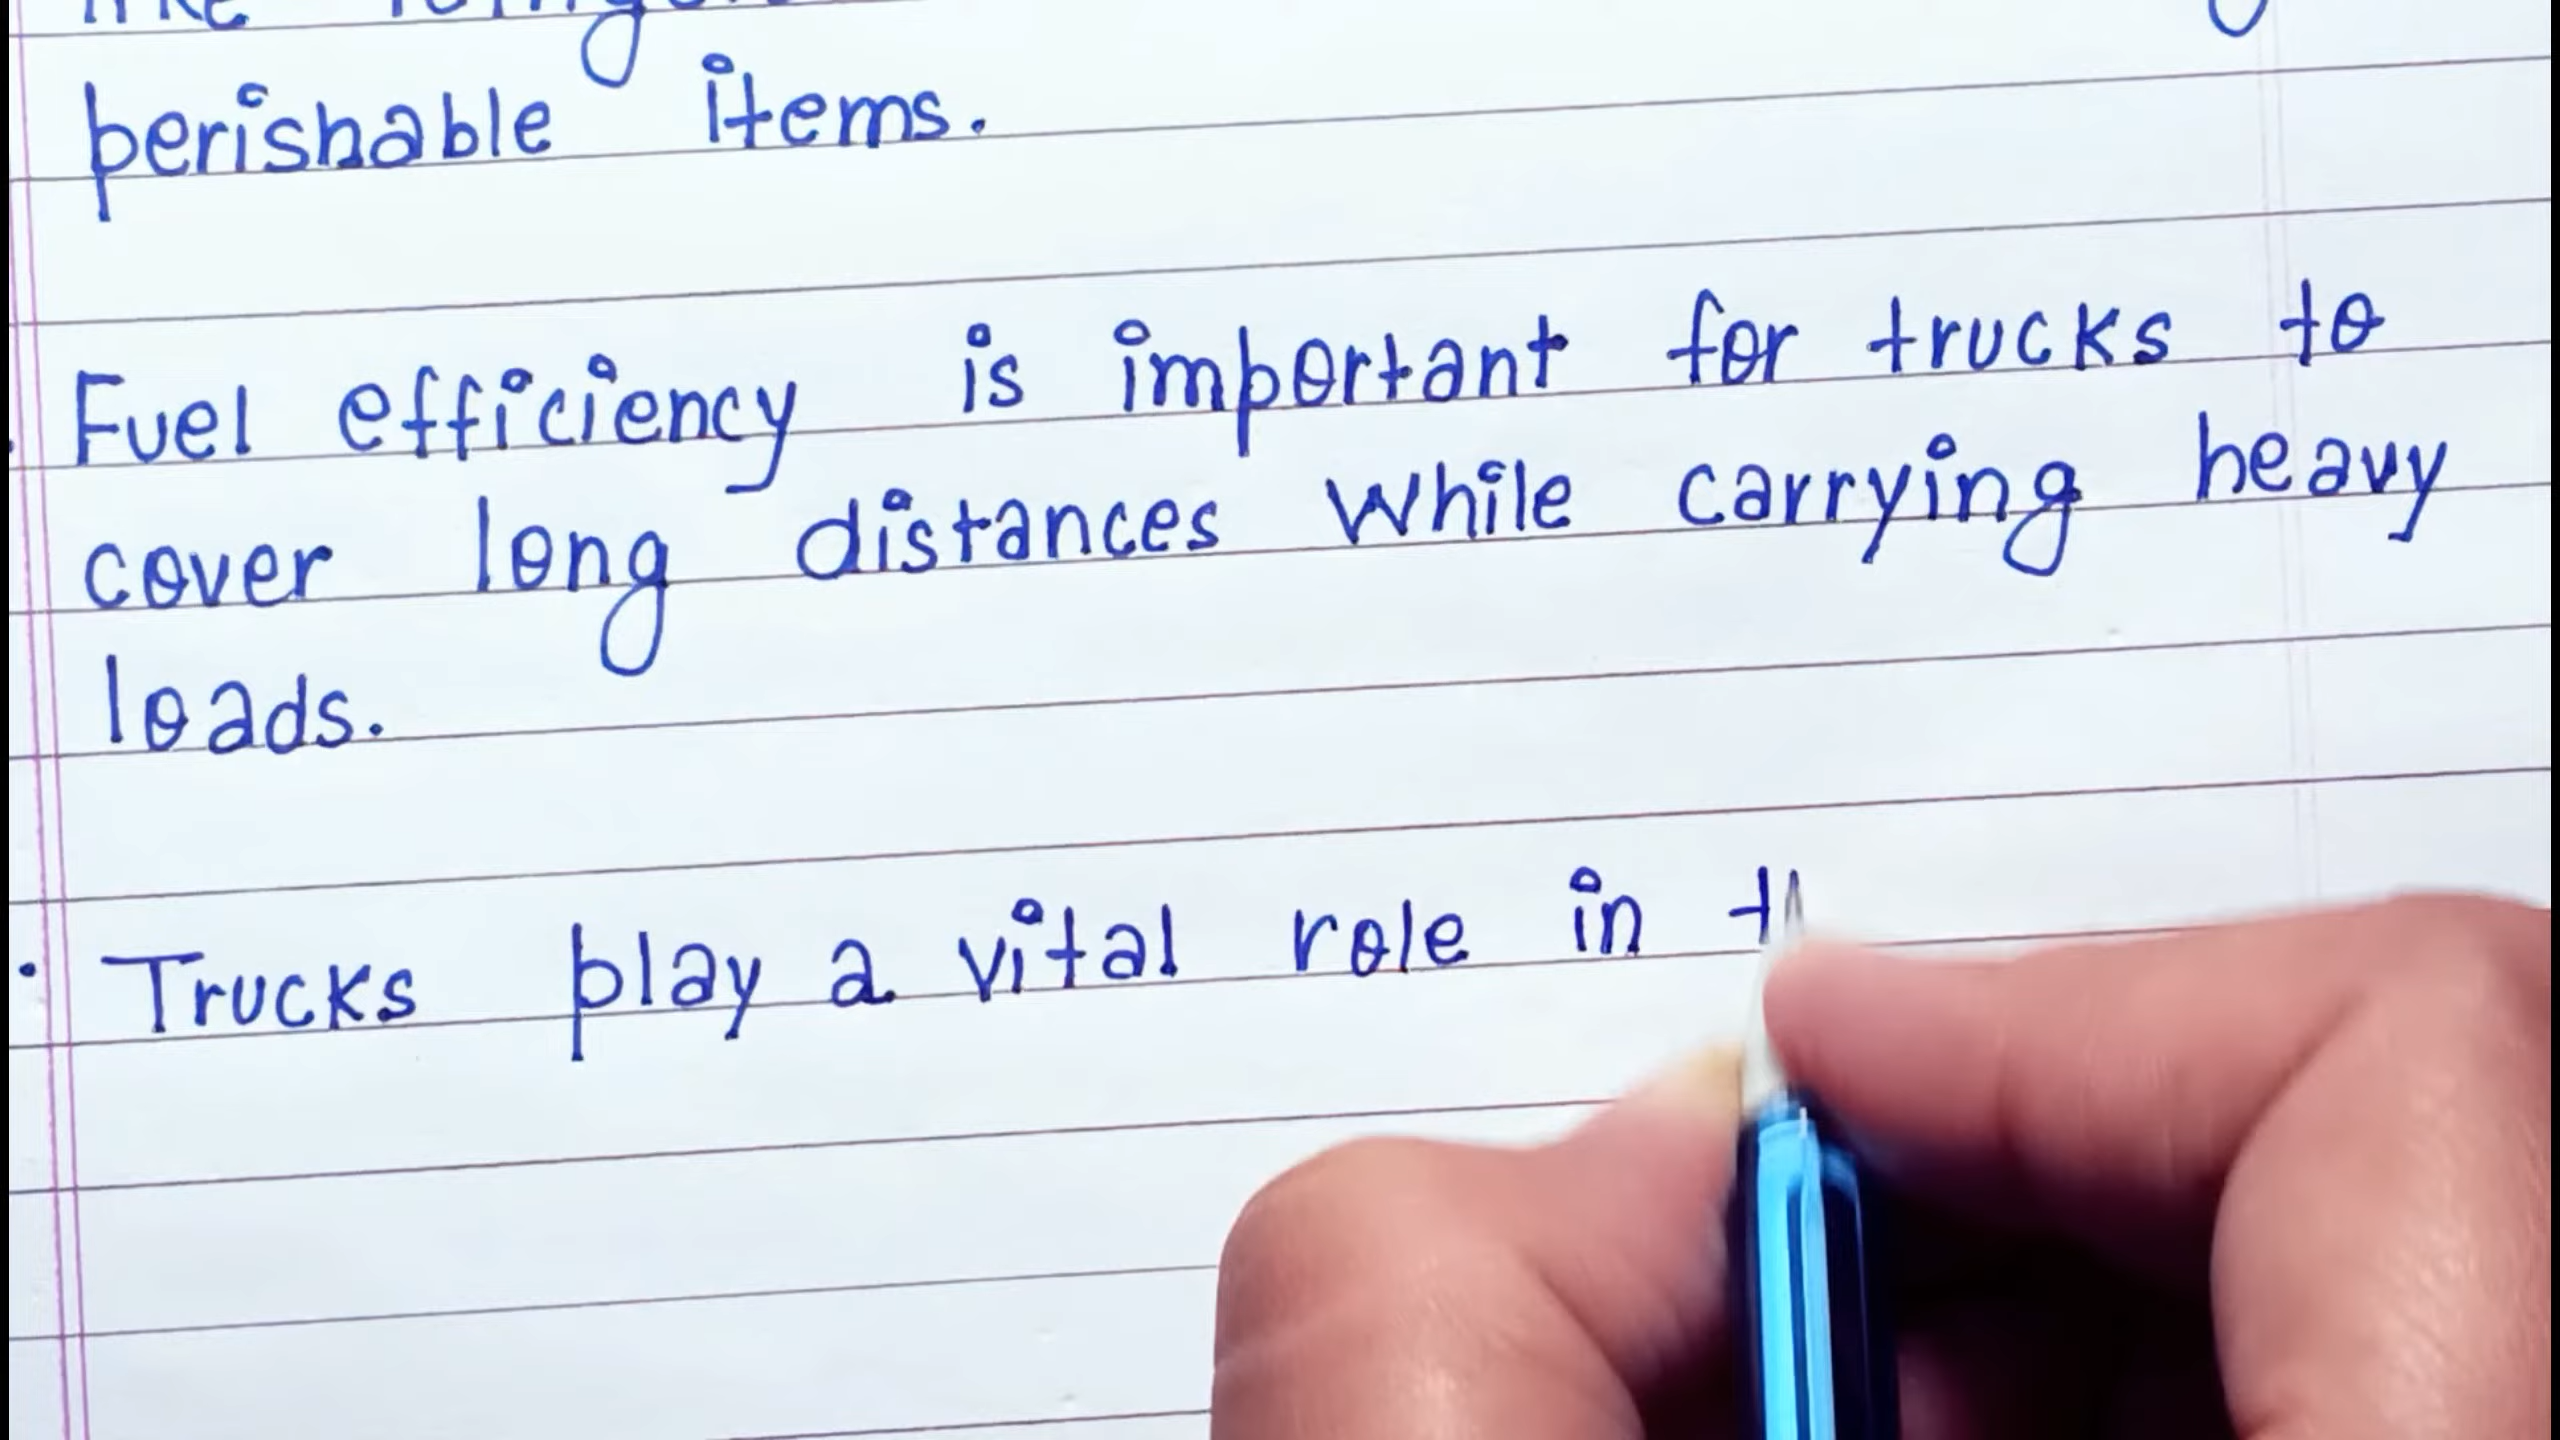 perishable items.
. Fuel efficiency is important for trucks to
cover long distances while carrying heavy
loads.
. Trucks play a vital role in